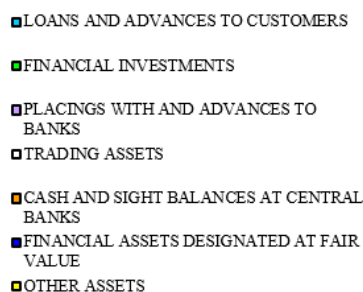 LOANS AND ADVANCES TO CUSTOMERS
FINANCIAL INVESTMENTS
PLACINGS WITH AND ADVANCES TO
BANKS
TRADING ASSETS
CASH AND SIGHT BALANCES AT CENTRAL
BANKS
FINANCIAL ASSETS DESIGNATED AT FAIR
VALUE
OTHER ASSETS